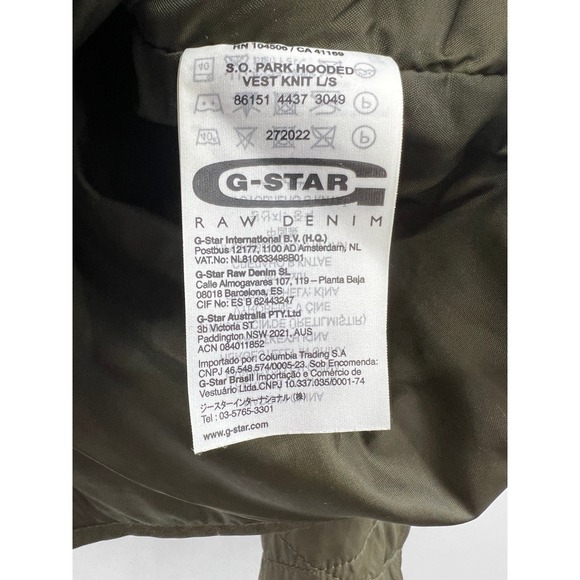 RN 104506 / CA 41169
S.O. PARK HOODED
VEST KNIT L/S
86151 4437 3049
272022
G-STAR
RAW DENIM
G-Star International B.V. (H.Q.)
Postbus 12177, 1100 AD Amsterdam, NL
VAT.No: NL810633498B01
G-Star Raw Denim SL
Calle Almogavares 107, 119 - Planta Baja
08018 Barcelona, ES
CIF No: ES B 62443247
G-Star Australia PTY.Ltd
3b Victoria ST
Paddington NSW 2021, AUS
ACN 084011852
Importado por: Columbia Trading S.A
CNPJ 46.548.574/0005-23. Sob Encomenda:
G-Star Brasil Importação e Comércio de
Vestuário Ltda.CNPJ 10.337.035/0001-74
ジースターインターナショナル(株)
Tel : 03-5765-3301
www.g-star.com